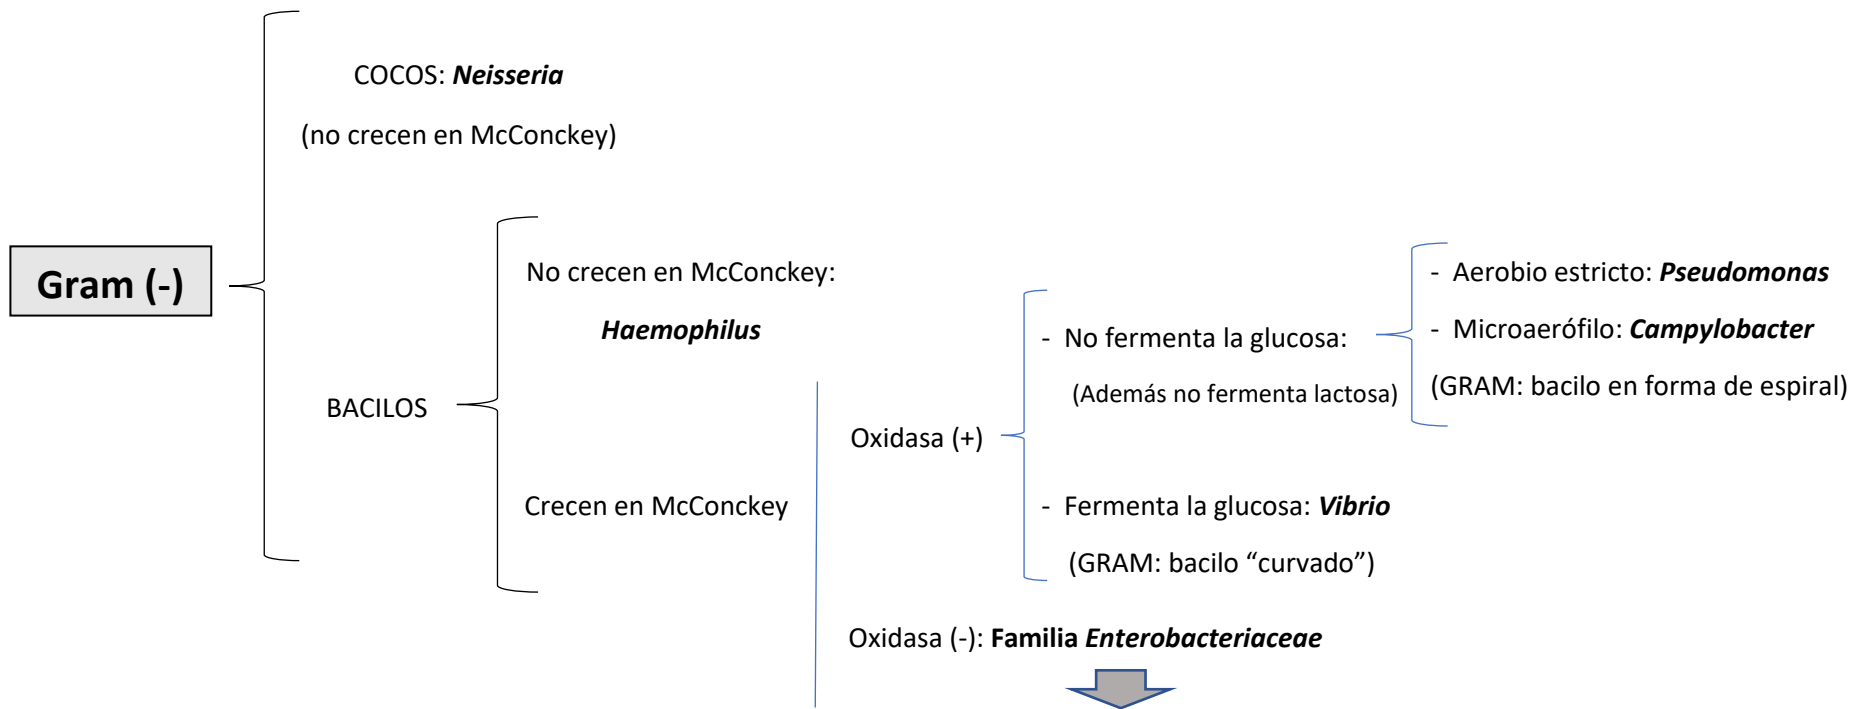 Gram (-)
COCOS: Neisseria
(no crecen en McConckey)
BACILOS
No crecen en McConckey:
Haemophilus
Crecen en McConckey
Oxidasa (+)
- No fermenta la glucosa:
(Además no fermenta lactosa)
- Aerobio estricto: Pseudomonas
- Microaerófilo: Campylobacter
(GRAM: bacilo en forma de espiral)
- Fermenta la glucosa: Vibrio
(GRAM: bacilo “curvado”)
Oxidasa (-): Familia Enterobacteriaceae